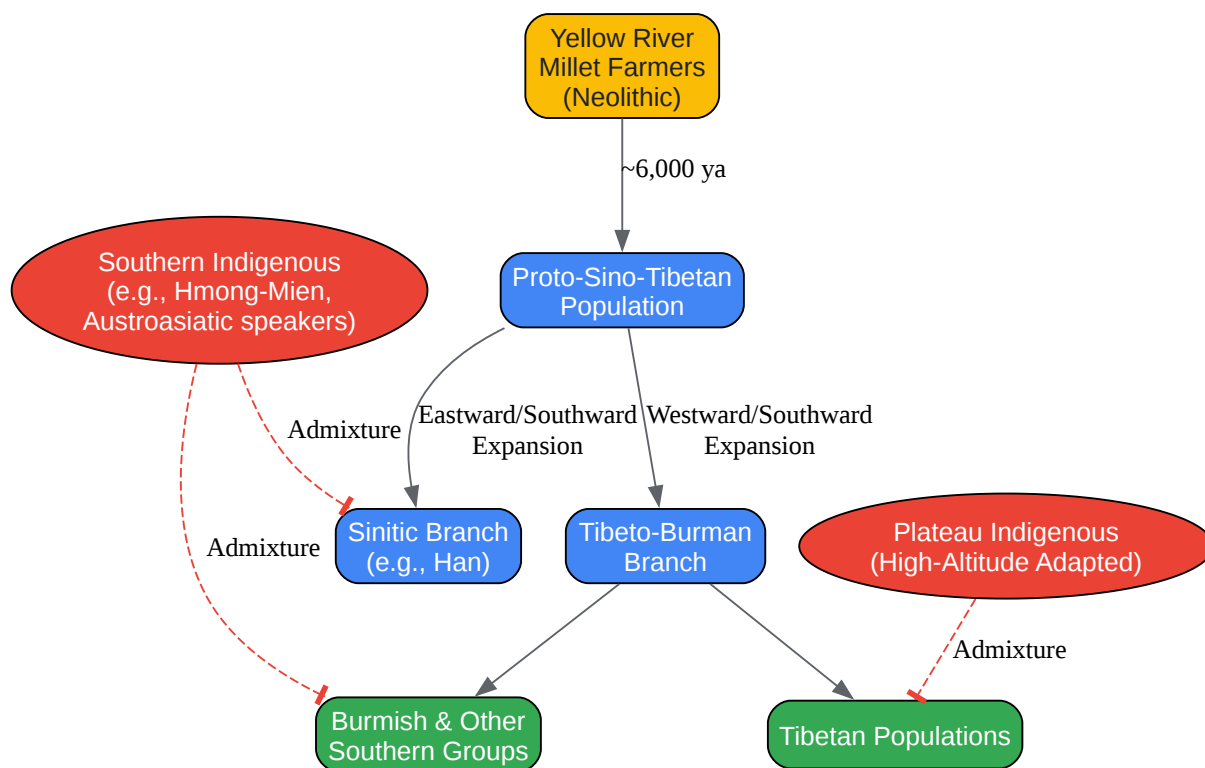 Yellow River
Millet Farmers
(Neolithic)
~6,000 ya
Southern Indigenous
(e.g., Hmong-Mien,
Austroasiatic speakers)
Proto-Sino-Tibetan
Population
Admixture
Eastward/Southward
Expansion
Westward/Southward
Expansion
Admixture
Sinitic Branch
(e.g., Han)
Tibeto-Burman
Branch
Plateau Indigenous
(High-Altitude Adapted)
Admixture
Burmish & Other
Southern Groups
Tibetan Populations